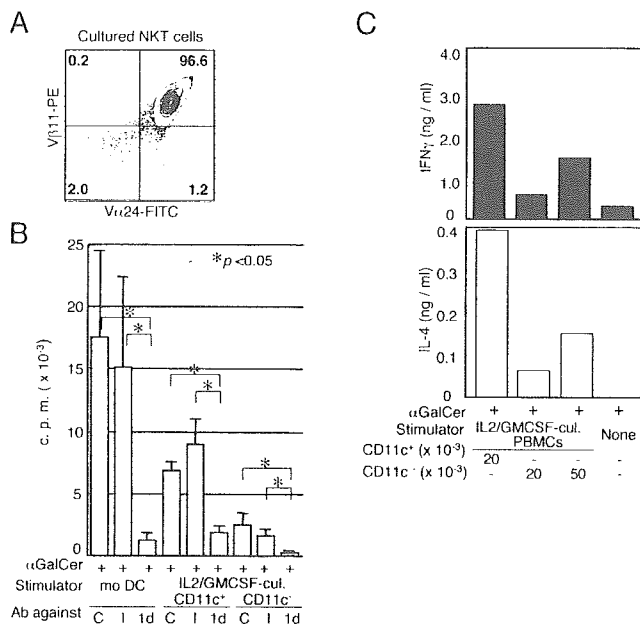 A
Cultured NKT cells
0.2 96.6
2.0 1.2
Vβ11-PE
Vα24-FITC
B
*p<0.05
25
20
15
10
5
0
c. p. m. ( x 10⁻³)
* *
* *
* *
αGalCer + + + + + + + + +
Stimulator mo DC IL2/GMCSF-cul.
CD11c⁺ CD11c⁻
Ab against C I 1d C I 1d C I 1d
C
4.0
3.0
2.0
1.0
0
IFNγ (ng / ml)
0.4
0.3
0.2
0.1
0
IL-4 (ng / ml)
αGalCer + + + +
Stimulator IL2/GMCSF-cul. PBMCs None
CD11c⁺ (x 10⁻³) 20 - - -
CD11c⁻ (x 10⁻³) - 20 50 -